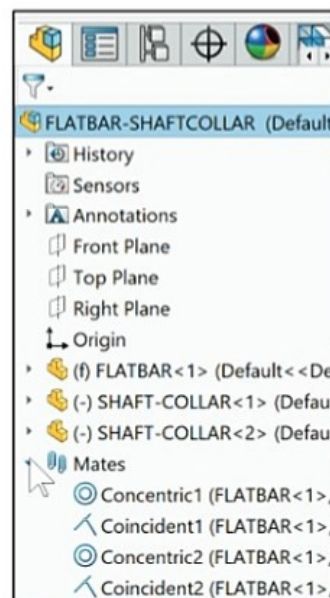 FLATBAR-SHAFTCOLLAR (Default
History
Sensors
Annotations
Front Plane
Top Plane
Right Plane
Origin
(f) FLATBAR<1> (Default<<De
(-) SHAFT-COLLAR<1> (Defau
(-) SHAFT-COLLAR<2> (Defau
Mates
Concentric1 (FLATBAR<1>,
Coincident1 (FLATBAR<1>,
Concentric2 (FLATBAR<1>,
Coincident2 (FLATBAR<1>,